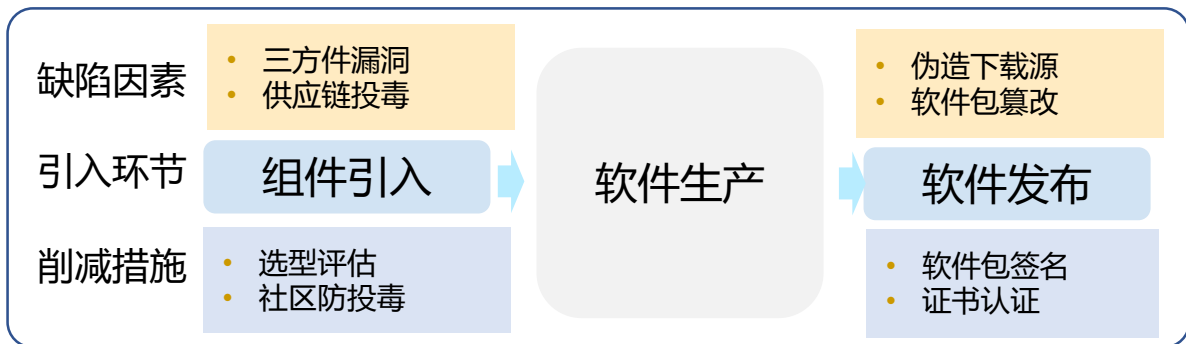 缺陷因素
• 三方件漏洞
• 供应链投毒
• 伪造下载源
• 软件包篡改
引入环节
组件引入
软件生产
软件发布
削减措施
• 选型评估
• 社区防投毒
• 软件包签名
• 证书认证